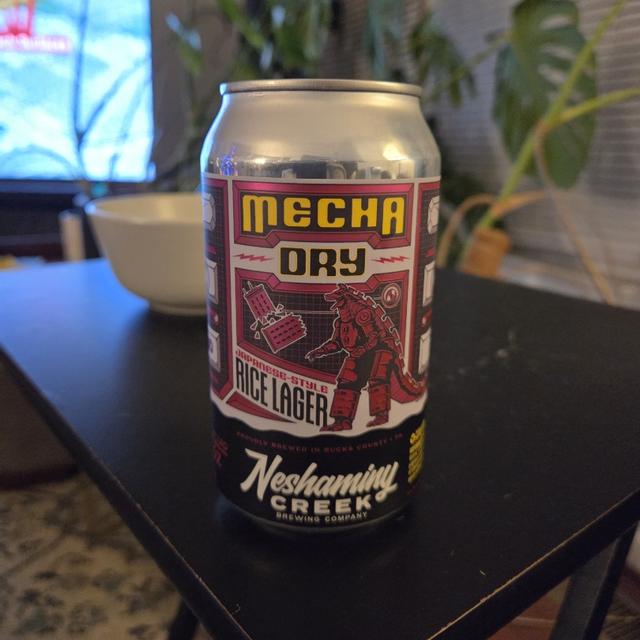 MECHA
DRY
JAPANESE-STYLE
RICE LAGER
PROUDLY BREWED IN BUCKS COUNTY, PA
Neshaminy
CREEK
BREWING COMPANY